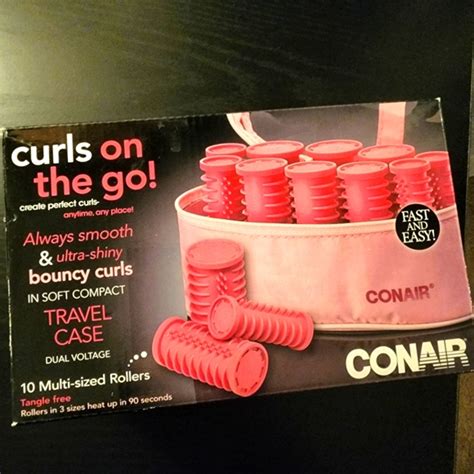 curls on
the go!
create perfect curls-
anytime, any place!
Always smooth
& ultra-shiny
bouncy curls
IN SOFT COMPACT
TRAVEL
CASE
DUAL VOLTAGE
10 Multi-sized Rollers
Tangle free
Rollers in 3 sizes heat up in 90 seconds
FAST
AND
EASY!
CONAIR®
CONAIR®